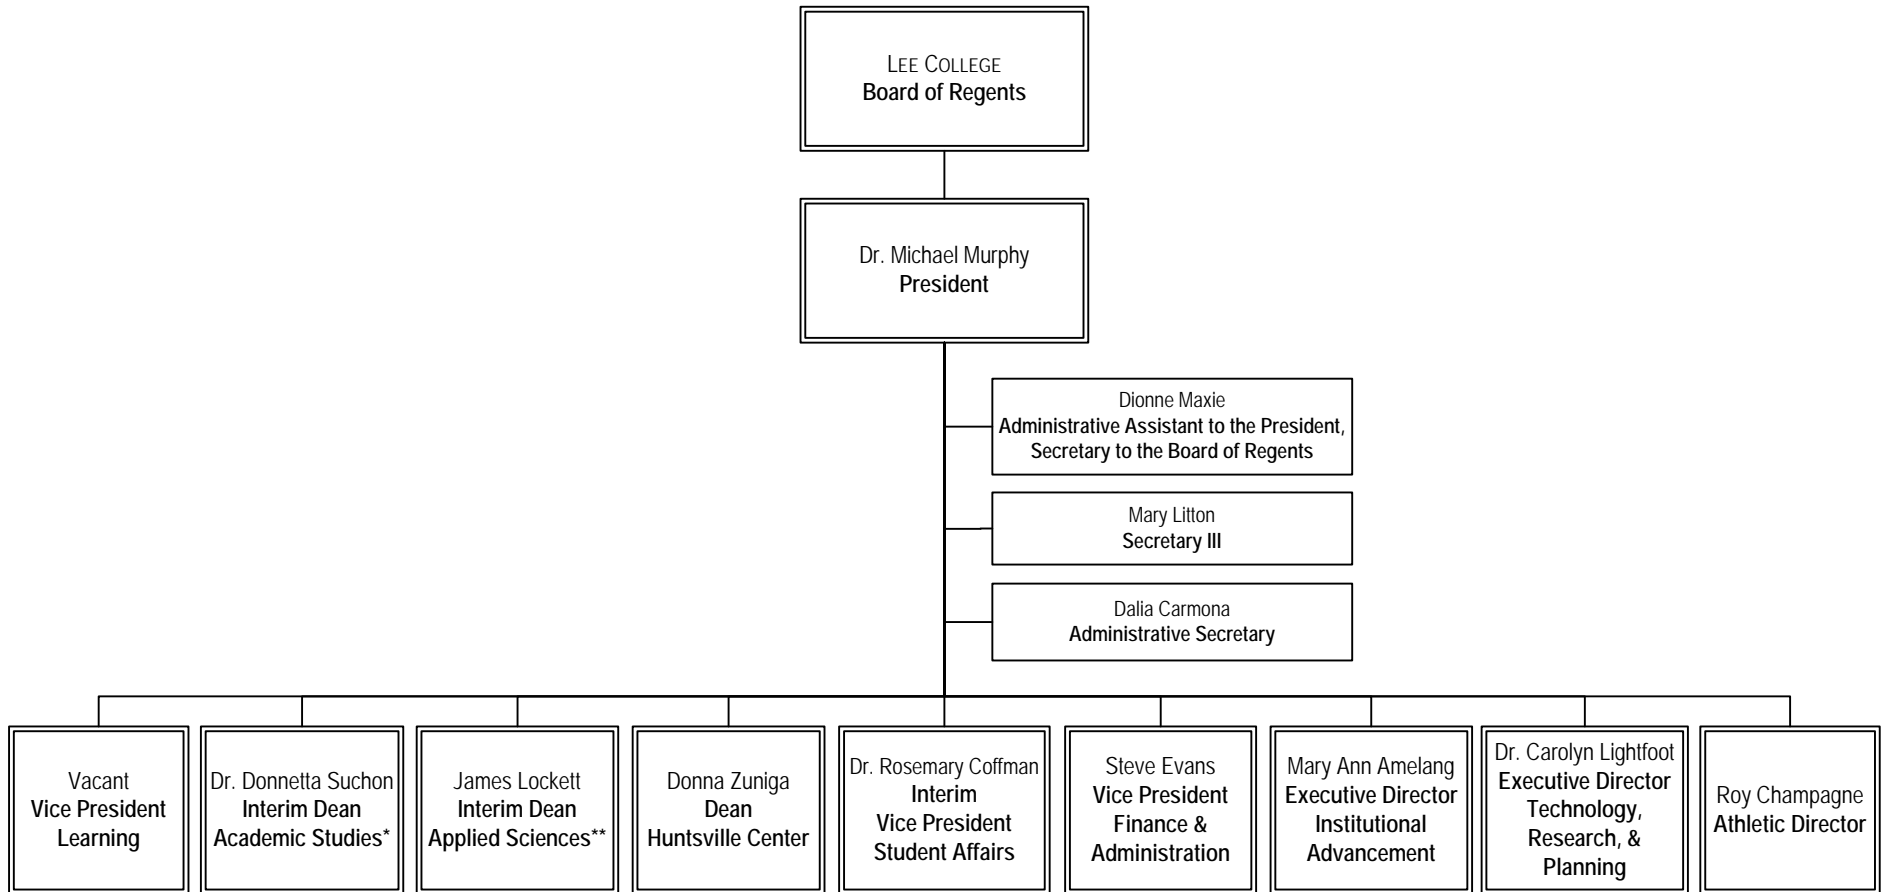 LEE COLLEGE
Board of Regents
Dr. Michael Murphy
President
Dionne Maxie
Administrative Assistant to the President,
Secretary to the Board of Regents
Mary Litton
Secretary III
Dalia Carmona
Administrative Secretary
Vacant
Vice President
Learning
Dr. Donnetta Suchon
Interim Dean
Academic Studies*
James Lockett
Interim Dean
Applied Sciences**
Donna Zuniga
Dean
Huntsville Center
Dr. Rosemary Coffman
Interim
Vice President
Student Affairs
Steve Evans
Vice President
Finance &
Administration
Mary Ann Amelang
Executive Director
Institutional
Advancement
Dr. Carolyn Lightfoot
Executive Director
Technology,
Research, &
Planning
Roy Champagne
Athletic Director